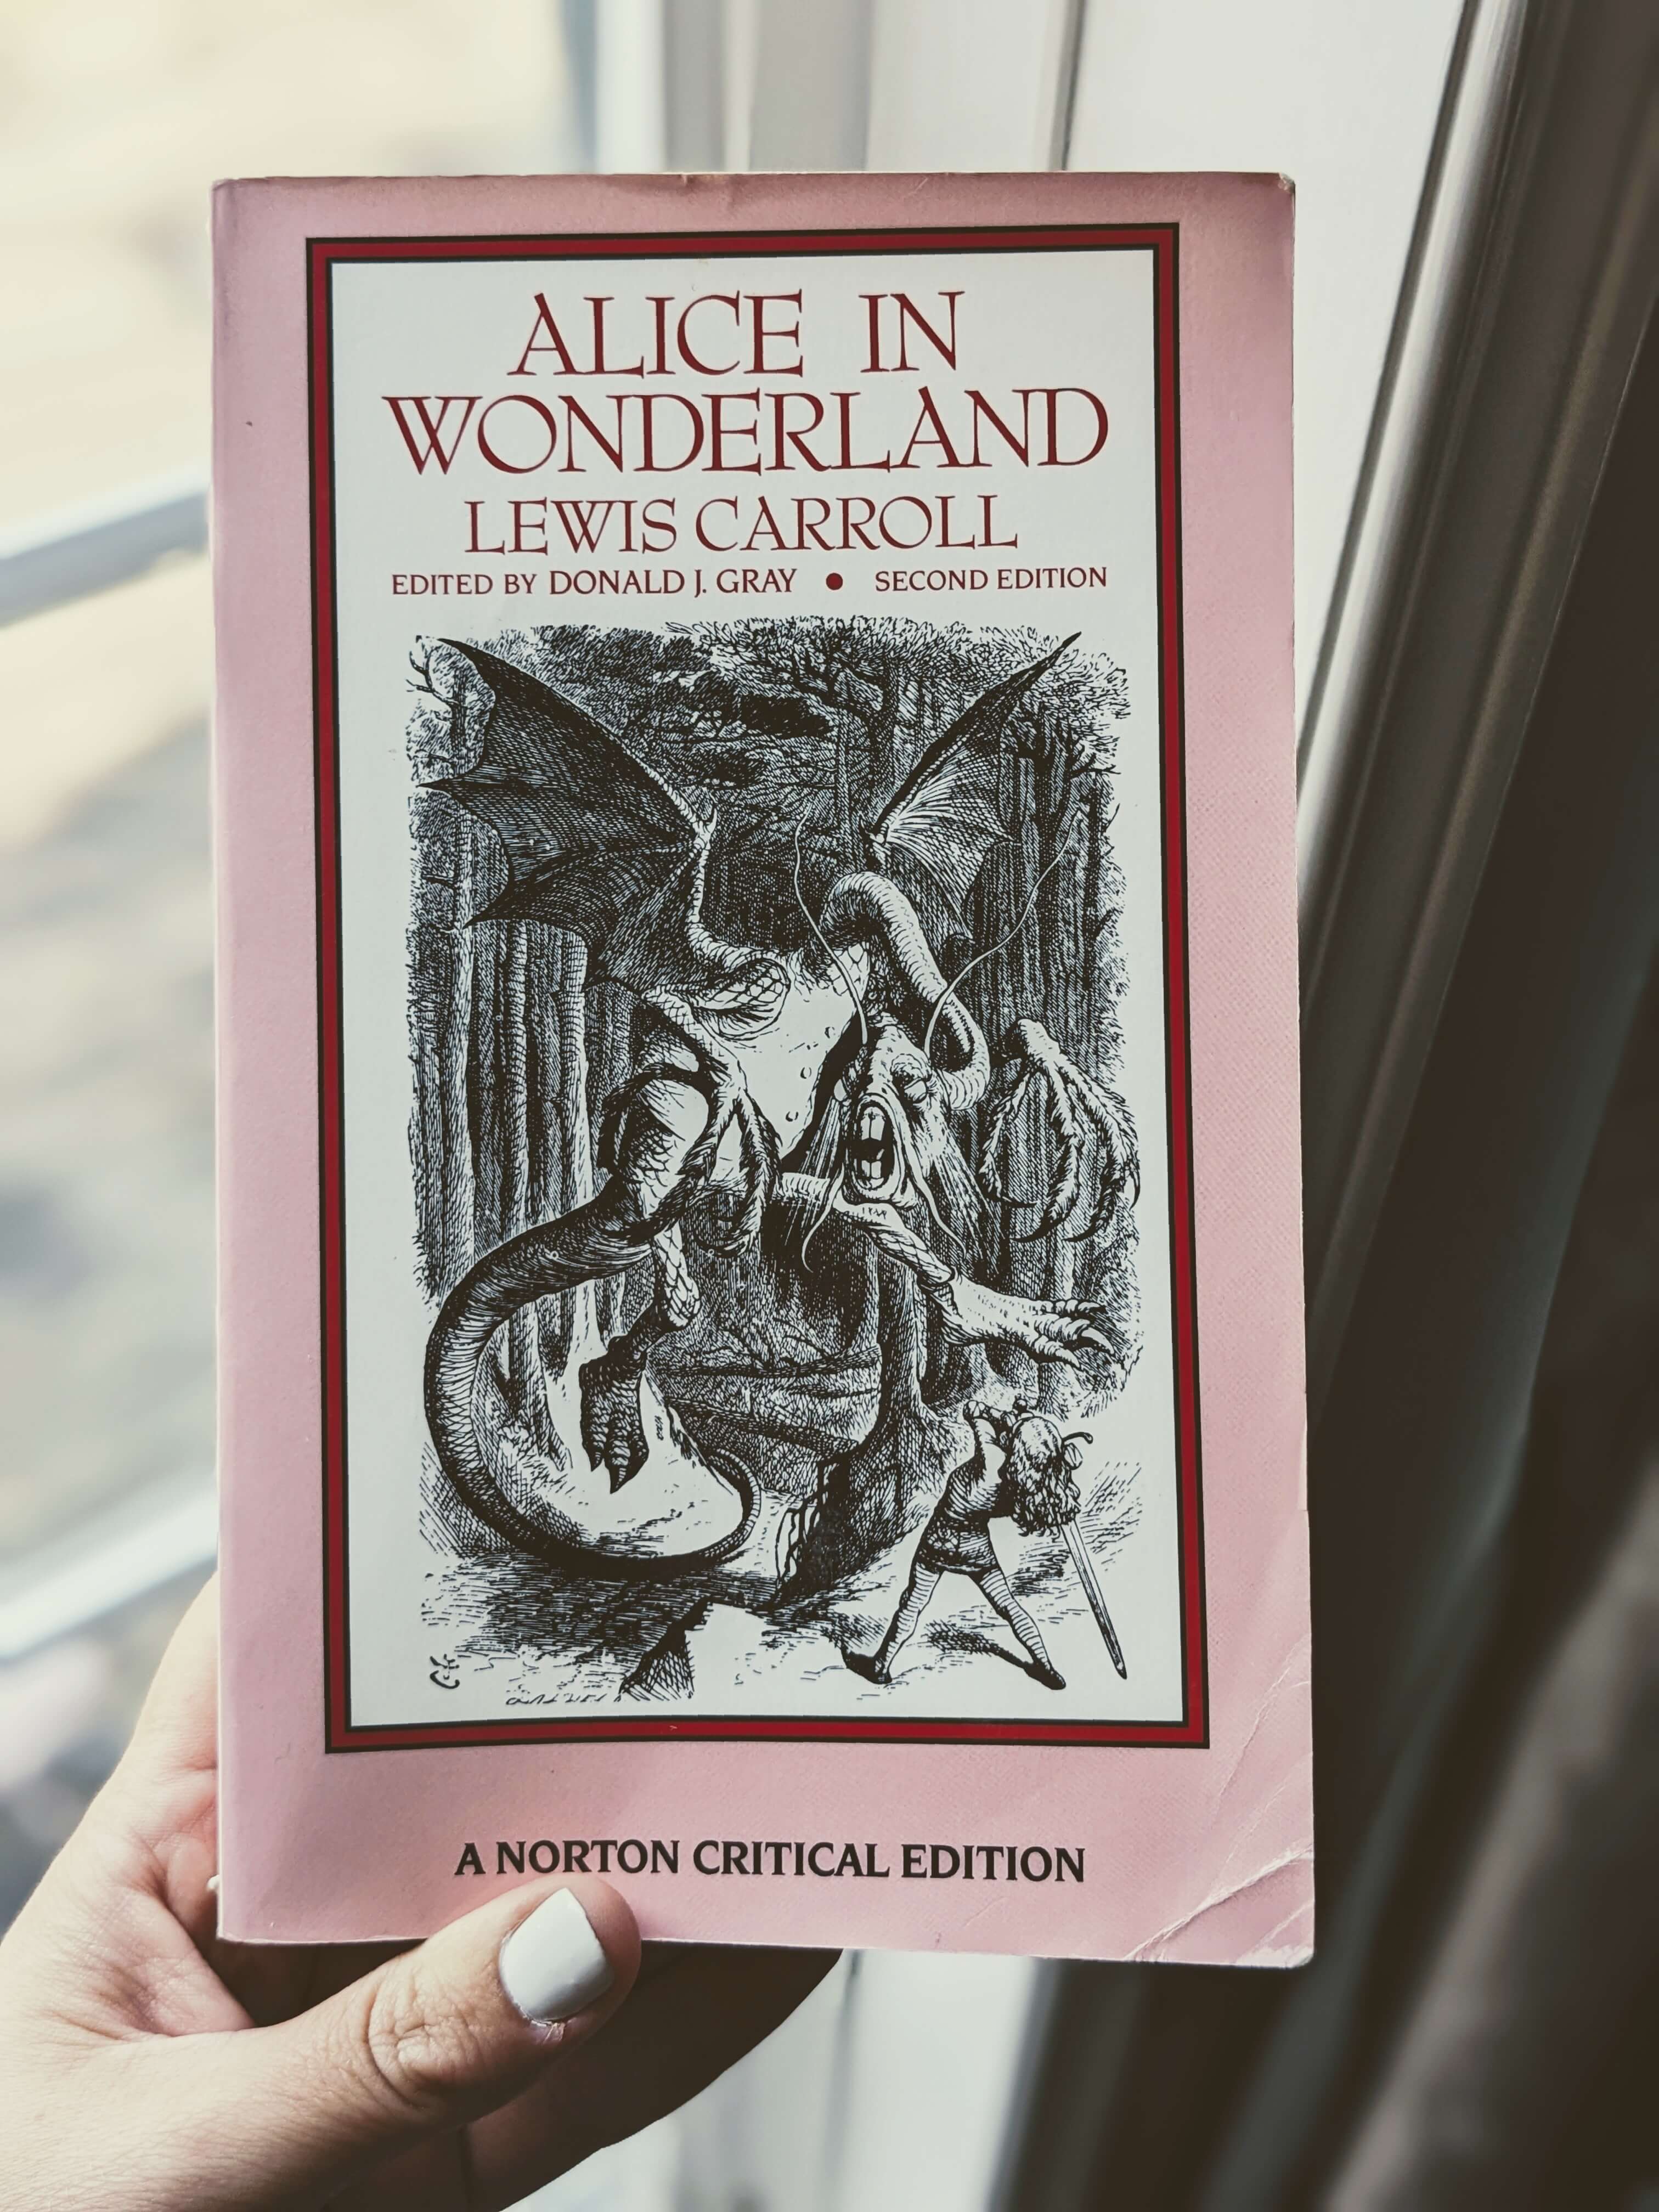 ALICE IN
WONDERLAND
LEWIS CARROLL
EDITED BY DONALD J. GRAY ● SECOND EDITION
A NORTON CRITICAL EDITION